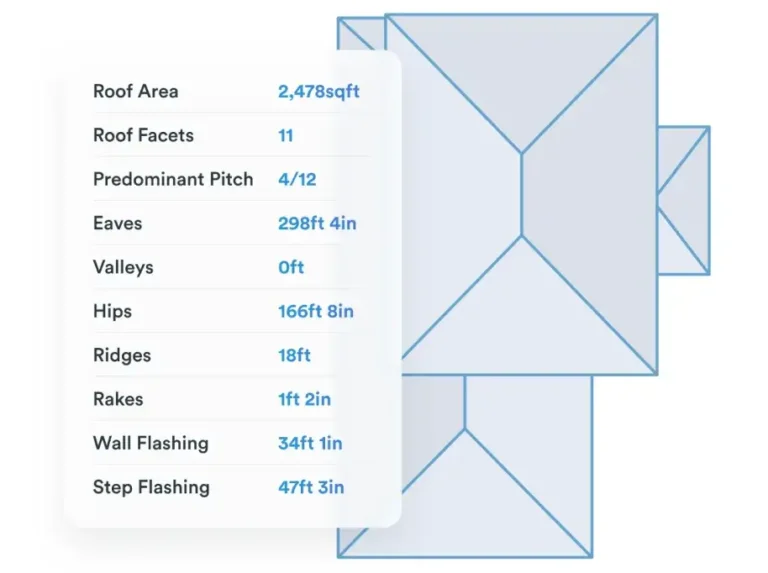 Roof Area 2,478sqft
Roof Facets 11
Predominant Pitch 4/12
Eaves 298ft 4in
Valleys 0ft
Hips 166ft 8in
Ridges 18ft
Rakes 1ft 2in
Wall Flashing 34ft 1in
Step Flashing 47ft 3in